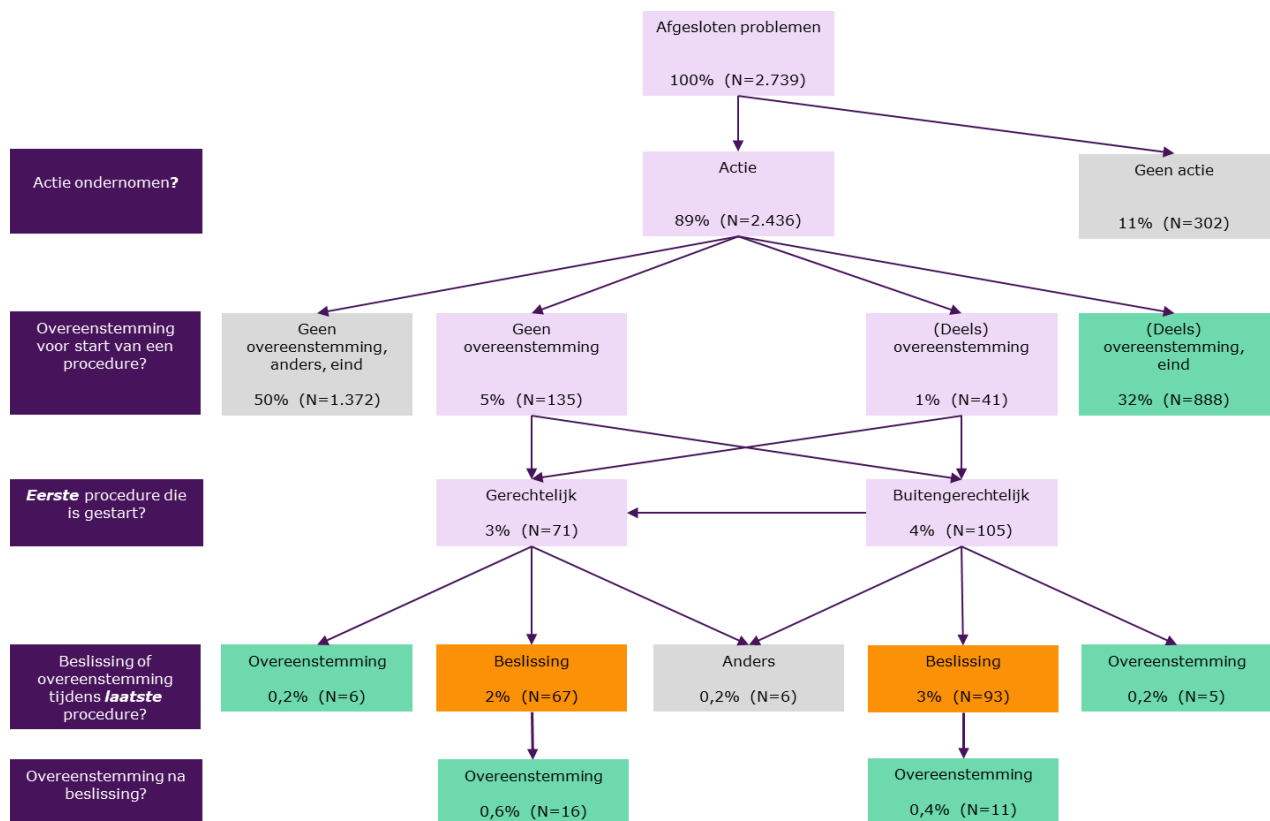 Afgesloten problemen
100% (N=2.739)
Actie ondernomen?
Actie
89% (N=2.436)
Geen actie
11% (N=302)
Overeenstemming
voor start van een
procedure?
Geen
overeenstemming,
anders, eind
50% (N=1.372)
Geen
overeenstemming
5% (N=135)
(Deels)
overeenstemming
1% (N=41)
(Deels)
overeenstemming,
eind
32% (N=888)
Eerste procedure die
is gestart?
Gerechtelijk
3% (N=71)
Buitengerechtelijk
4% (N=105)
Beslissing of
overeenstemming
tijdens laatste
procedure?
Overeenstemming
0,2% (N=6)
Beslissing
2% (N=67)
Anders
0,2% (N=6)
Beslissing
3% (N=93)
Overeenstemming
0,2% (N=5)
Overeenstemming na
beslissing?
Overeenstemming
0,6% (N=16)
Overeenstemming
0,4% (N=11)